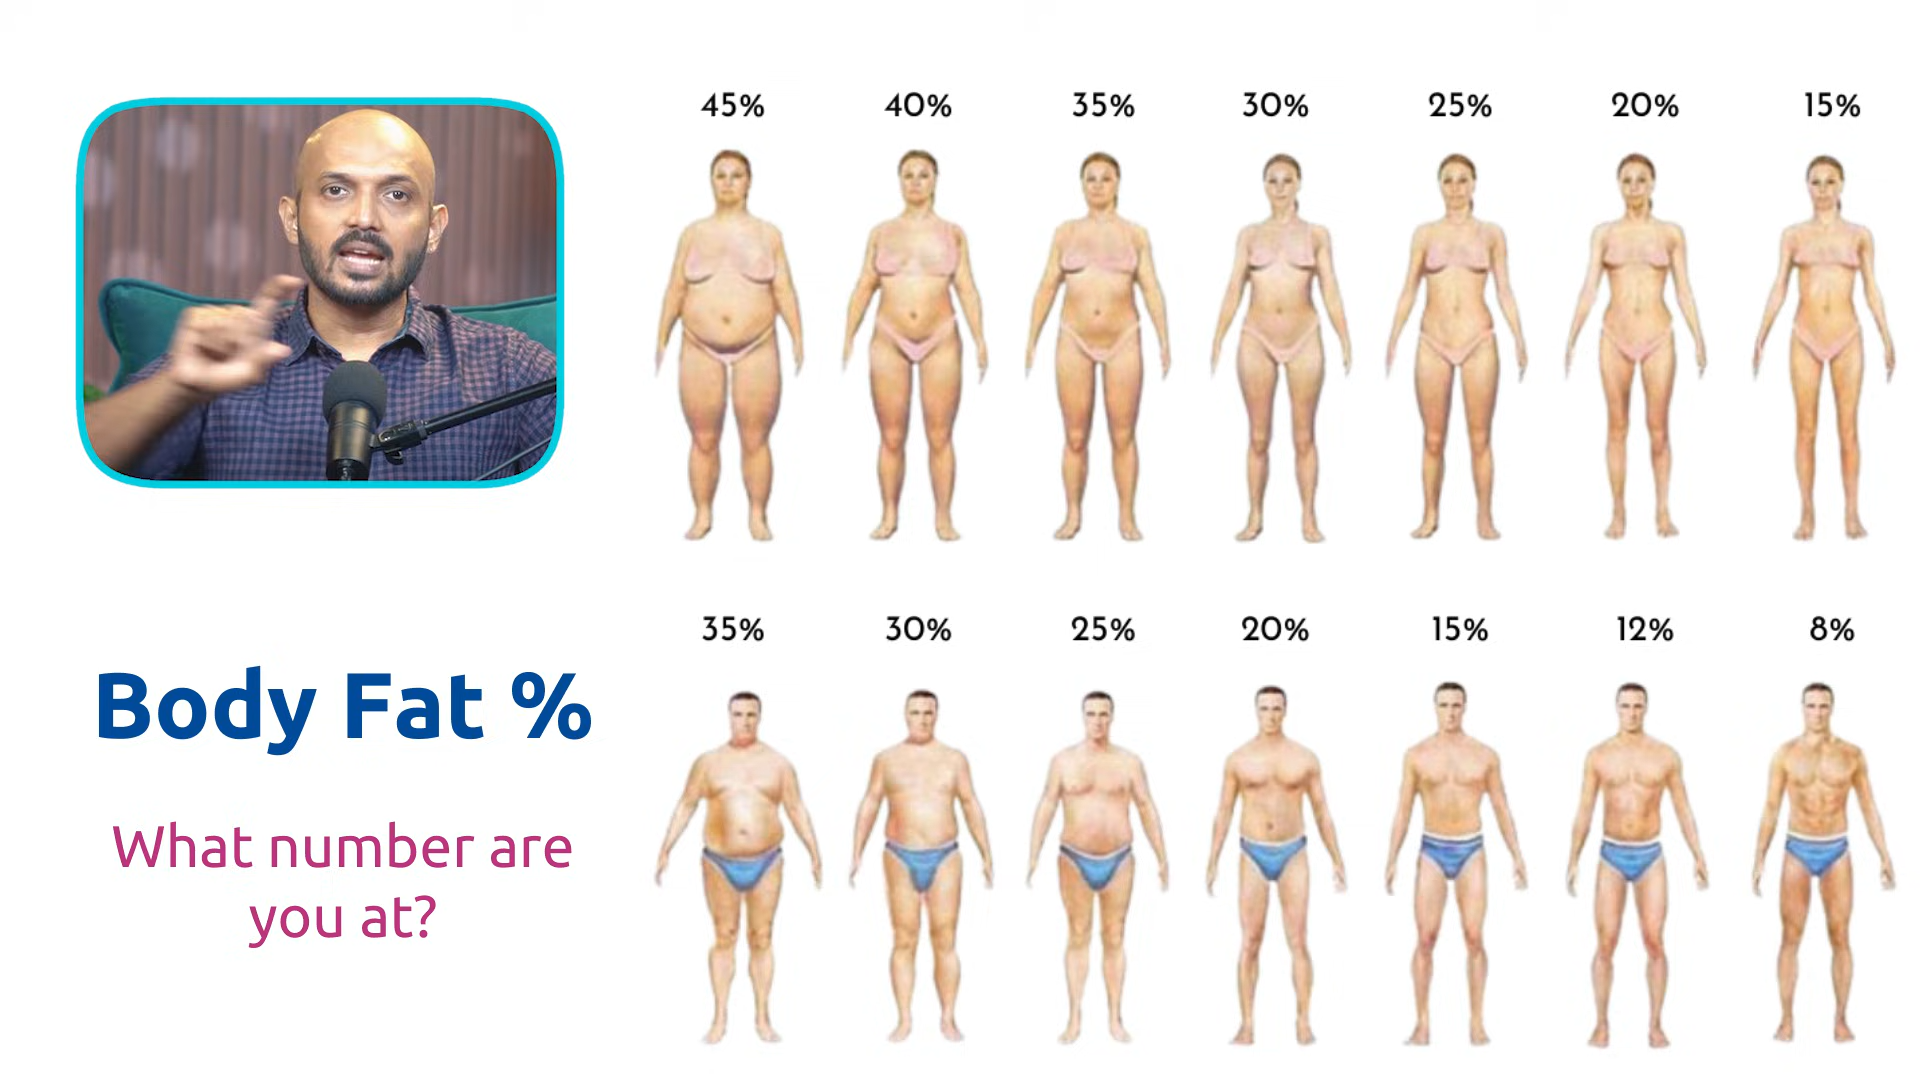 45% 40% 35% 30% 25% 20% 15%
35% 30% 25% 20% 15% 12% 8%
Body Fat %
What number are
you at?